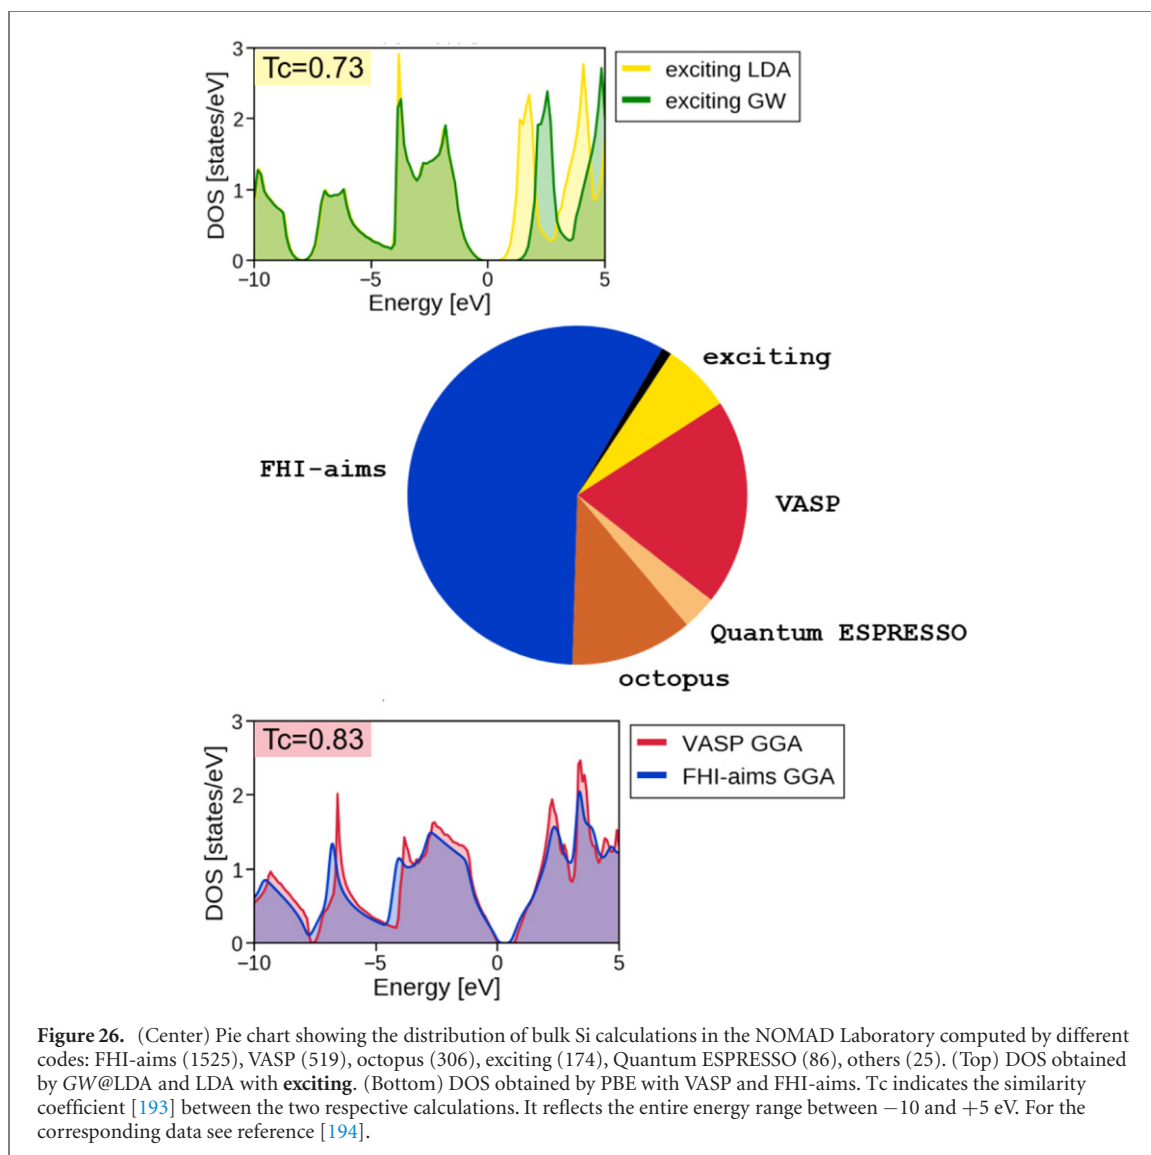 Tc=0.73
exciting LDA
exciting GW
DOS [states/eV]
3
2
1
0
−10
−5
0
5
Energy [eV]
exciting
FHI-aims
VASP
Quantum ESPRESSO
octopus
Tc=0.83
VASP GGA
FHI-aims GGA
DOS [states/eV]
3
2
1
0
−10
−5
0
5
Energy [eV]
Figure 26. (Center) Pie chart showing the distribution of bulk Si calculations in the NOMAD Laboratory computed by different
codes: FHI-aims (1525), VASP (519), octopus (306), exciting (174), Quantum ESPRESSO (86), others (25). (Top) DOS obtained
by GW@LDA and LDA with exciting. (Bottom) DOS obtained by PBE with VASP and FHI-aims. Tc indicates the similarity
coefficient [193] between the two respective calculations. It reflects the entire energy range between −10 and +5 eV. For the
corresponding data see reference [194].